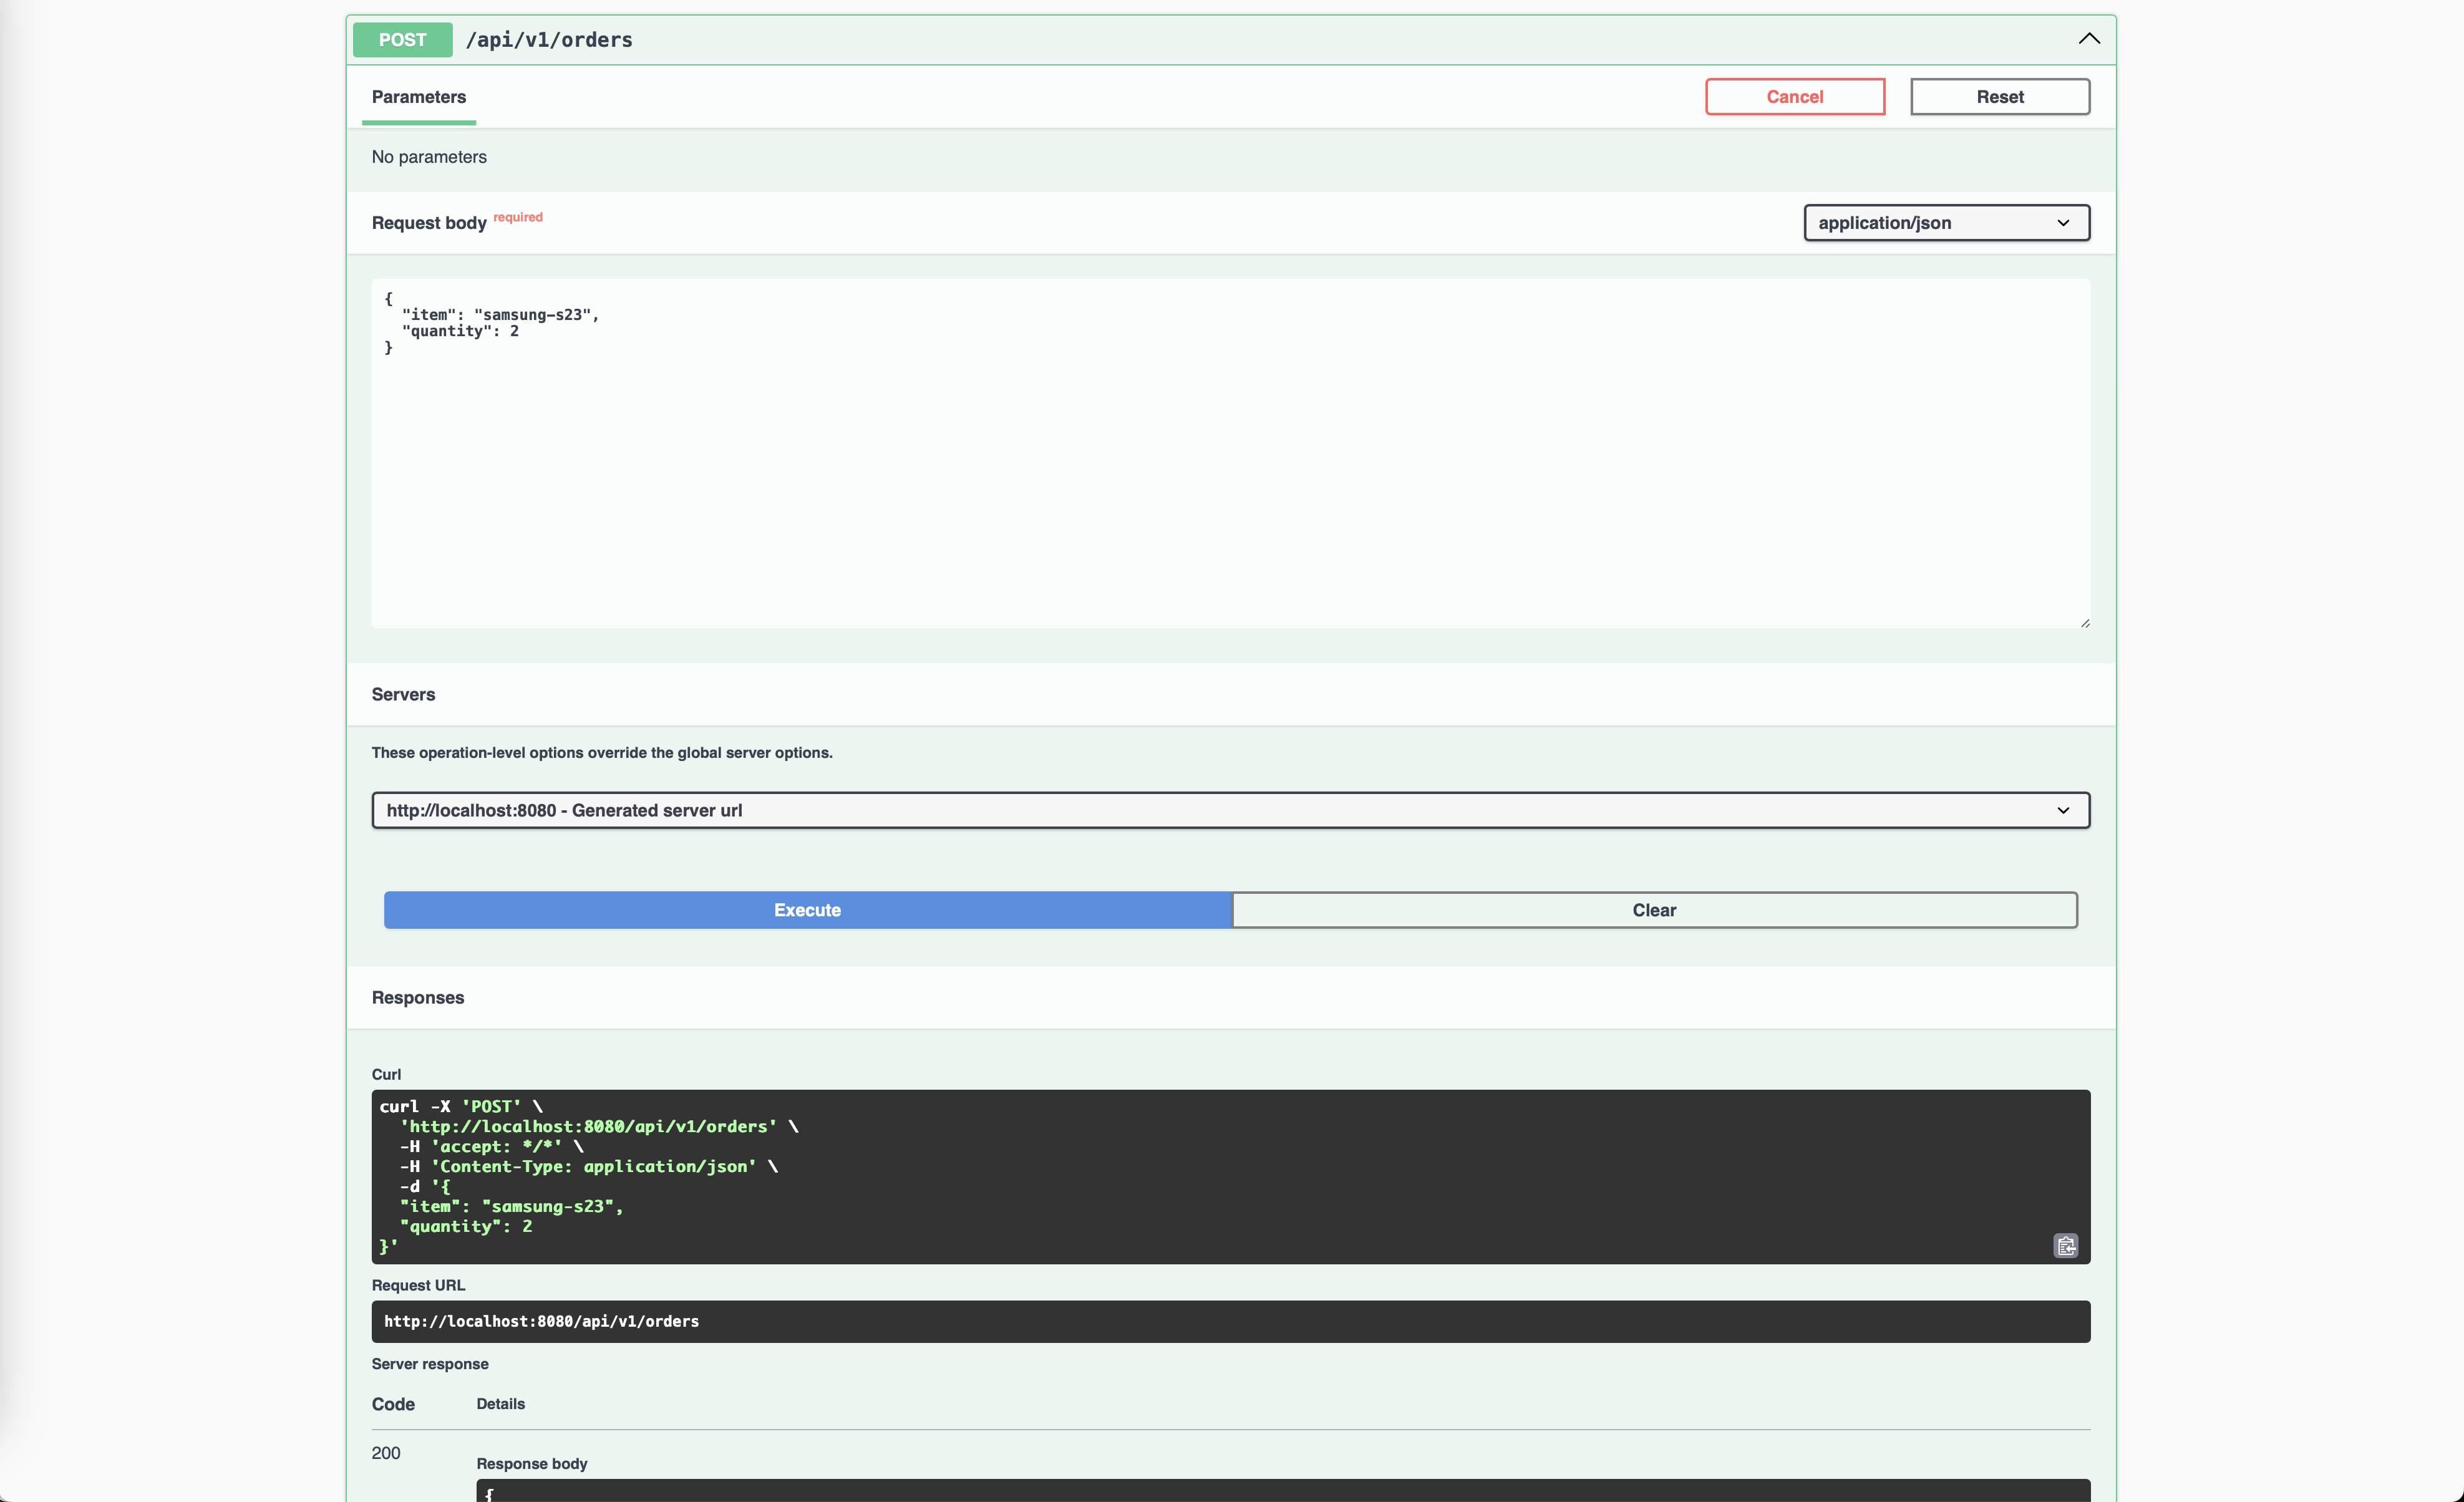 POST /api/v1/orders
Parameters
Cancel
Reset
No parameters
Request body required
application/json
{
  "item": "samsung-s23",
  "quantity": 2
}
Servers
These operation-level options override the global server options.
http://localhost:8080 - Generated server url
Execute
Clear
Responses
Curl
curl -X 'POST' \
  'http://localhost:8080/api/v1/orders' \
  -H 'accept: */*' \
  -H 'Content-Type: application/json' \
  -d '{
  "item": "samsung-s23",
  "quantity": 2
}'
Request URL
http://localhost:8080/api/v1/orders
Server response
Code Details
200
Response body
{